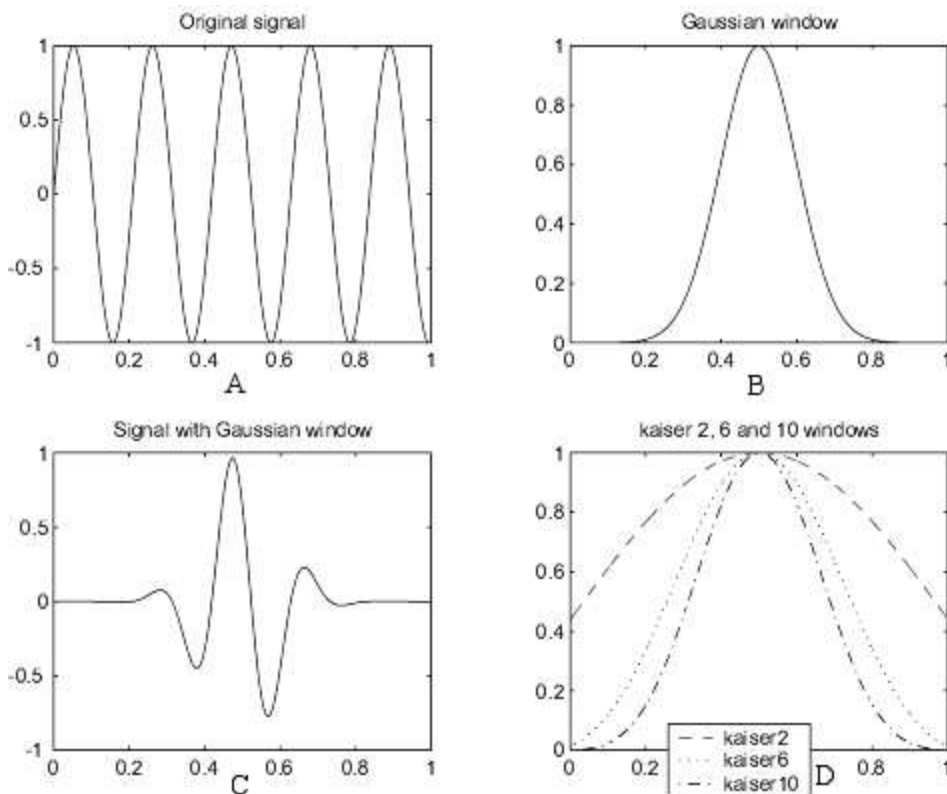 Original signal
1
0.5
0
-0.5
-1
0 0.2 0.4 0.6 0.8 1
A
Gaussian window
1
0.8
0.6
0.4
0.2
0
0 0.2 0.4 0.6 0.8 1
B
Signal with Gaussian window
1
0.5
0
-0.5
-1
0 0.2 0.4 0.6 0.8 1
C
kaiser 2, 6 and 10 windows
1
0.8
0.6
0.4
0.2
0
0 0.2 0.8 1
kaiser2
kaiser6
kaiser10
D